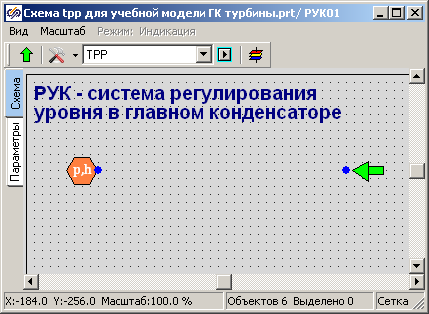 Схема tpp для учебной модели ГК турбины.prt/ РУК01
Вид Масштаб Режим: Индикация
TPP
Схема
Параметры
РУК - система регулирования
уровня в главном конденсаторе
p,h
X:-184.0 Y:-256.0 Масштаб:100.0 % Объектов 6 Выделено 0 Сетка